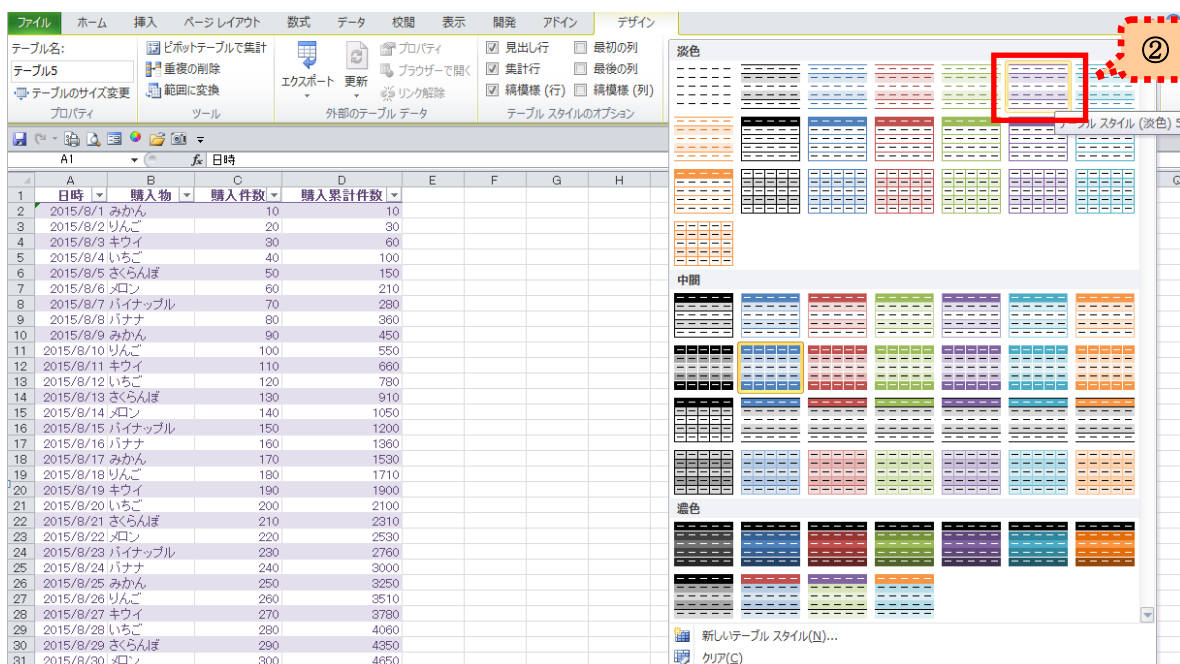 ファイル ホーム 挿入 ページ レイアウト 数式 データ 校閲 表示 開発 アドイン デザイン
テーブル名: ピボットテーブルで集計 プロパティ 見出し行 最初の列
テーブル5 重複の削除 ブラウザーで開く 集計行 最後の列
テーブルのサイズ変更 範囲に変換 エクスポート 更新 リンク解除 縞模様 (行) 縞模様 (列)
プロパティ ツール 外部のテーブル データ テーブル スタイルのオプション
淡色
②
テーブル スタイル (淡色) 5
A1 fx 日時
A B C D E F G H Q
1 日時 購入物 購入件数 購入累計件数
2 2015/8/1 みかん 10 10
3 2015/8/2 りんご 20 30
4 2015/8/3 キウイ 30 60
5 2015/8/4 いちご 40 100
6 2015/8/5 さくらんぼ 50 150
7 2015/8/6 メロン 60 210
8 2015/8/7 パイナップル 70 280
9 2015/8/8 バナナ 80 360
10 2015/8/9 みかん 90 450
11 2015/8/10 りんご 100 550
12 2015/8/11 キウイ 110 660
13 2015/8/12 いちご 120 780
14 2015/8/13 さくらんぼ 130 910
15 2015/8/14 メロン 140 1050
16 2015/8/15 パイナップル 150 1200
17 2015/8/16 バナナ 160 1360
18 2015/8/17 みかん 170 1530
19 2015/8/18 りんご 180 1710
20 2015/8/19 キウイ 190 1900
21 2015/8/20 いちご 200 2100
22 2015/8/21 さくらんぼ 210 2310
23 2015/8/22 メロン 220 2530
24 2015/8/23 パイナップル 230 2760
25 2015/8/24 バナナ 240 3000
26 2015/8/25 みかん 250 3250
27 2015/8/26 りんご 260 3510
28 2015/8/27 キウイ 270 3780
29 2015/8/28 いちご 280 4060
30 2015/8/29 さくらんぼ 290 4350
31 2015/8/30 メロン 300 4650
中間
濃色
新しいテーブル スタイル(N)...
クリア(C)